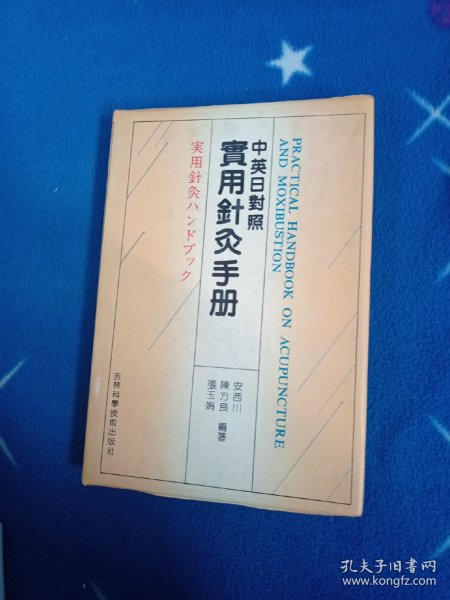 PRACTICAL HANDBOOK ON ACUPUNCTURE
AND MOXIBUSTION
中英日對照
實用針灸手册
実用針灸ハンドブック
安西川
陳方良 編著
張玉娟
吉林科學技術出版社
孔夫子旧书网
www.kongfz.com